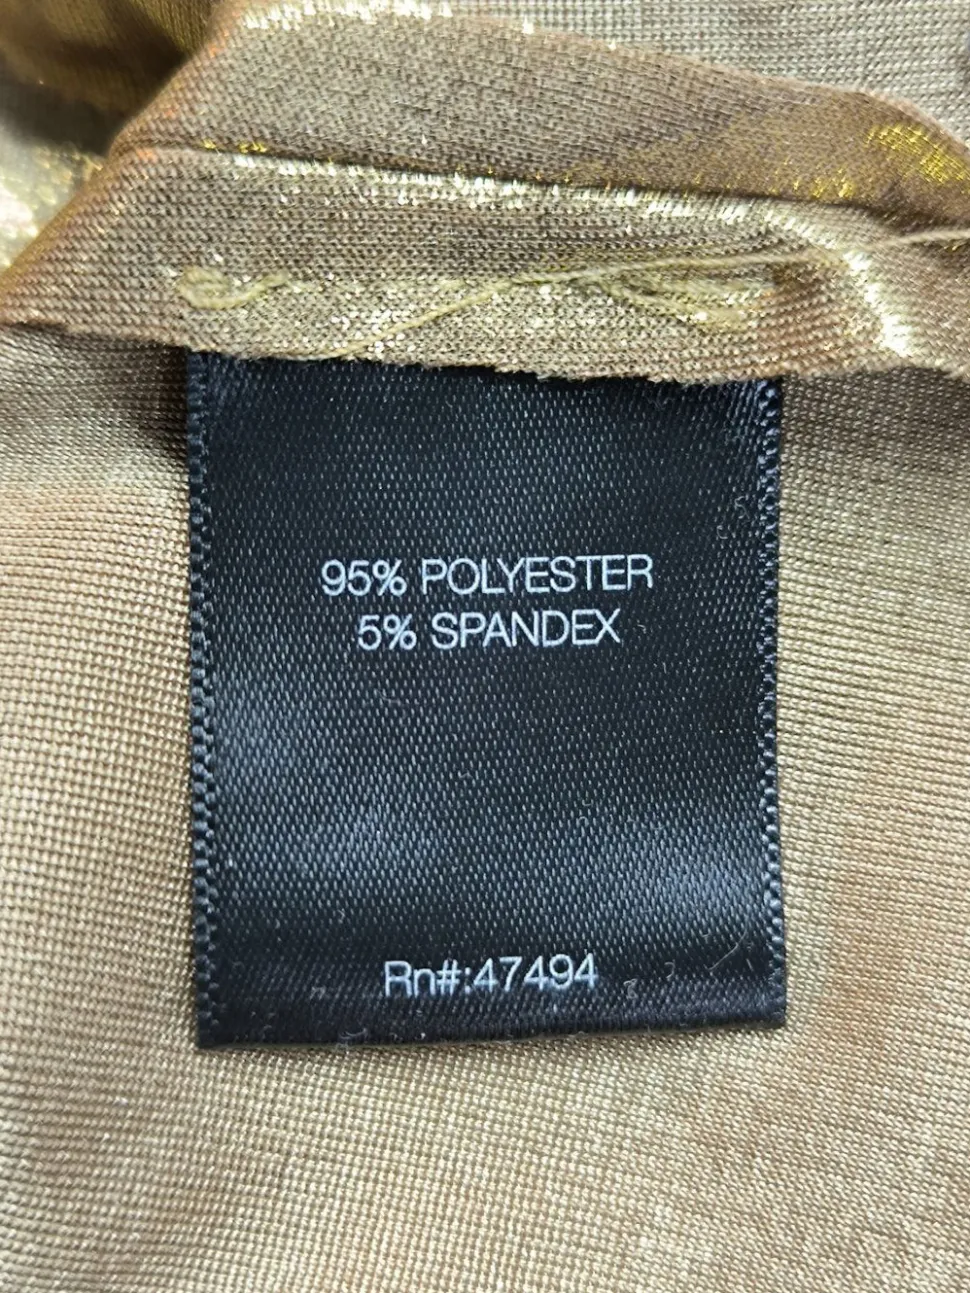 95% POLYESTER
5% SPANDEX
Rn#:47494